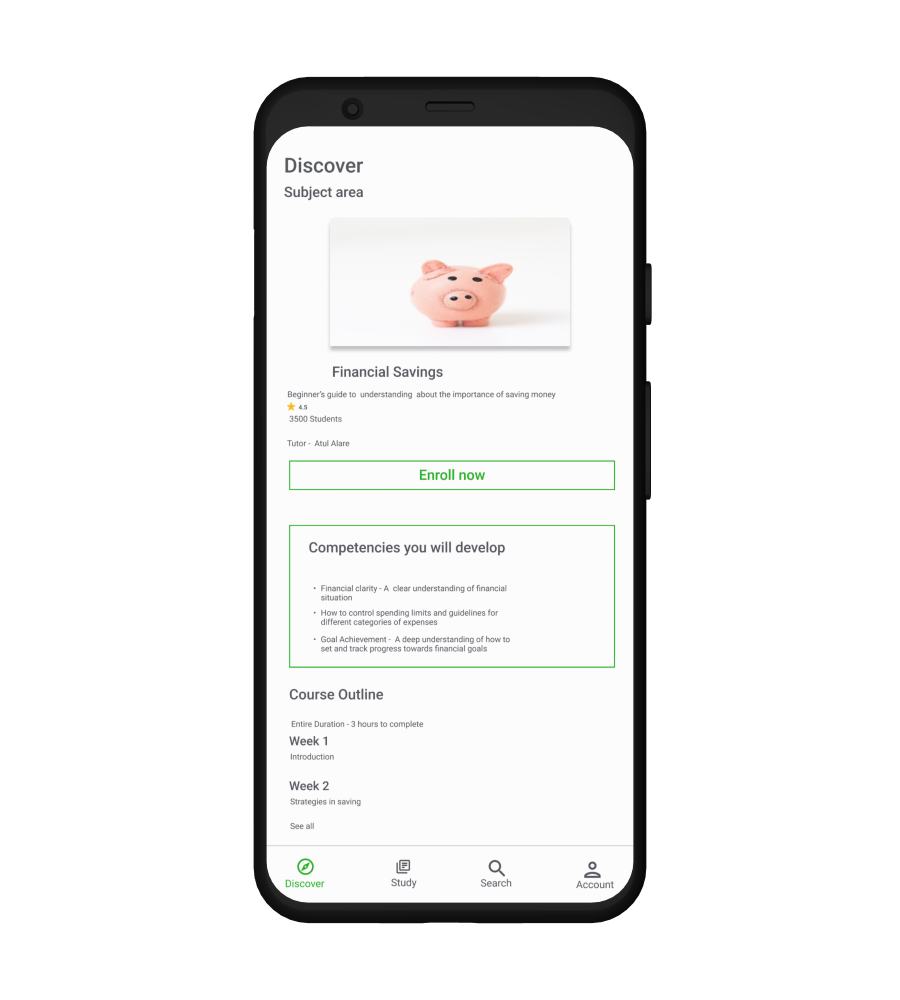 Discover
Subject area
Financial Savings
Beginner's guide to understanding about the importance of saving money
4.5
3500 Students
Tutor - Atul Alare
Enroll now
Competencies you will develop
• Financial clarity - A clear understanding of financial
situation
• How to control spending limits and guidelines for
different categories of expenses
• Goal Achievement - A deep understanding of how to
set and track progress towards financial goals
Course Outline
Entire Duration - 3 hours to complete
Week 1
Introduction
Week 2
Strategies in saving
See all
Discover Study Search Account